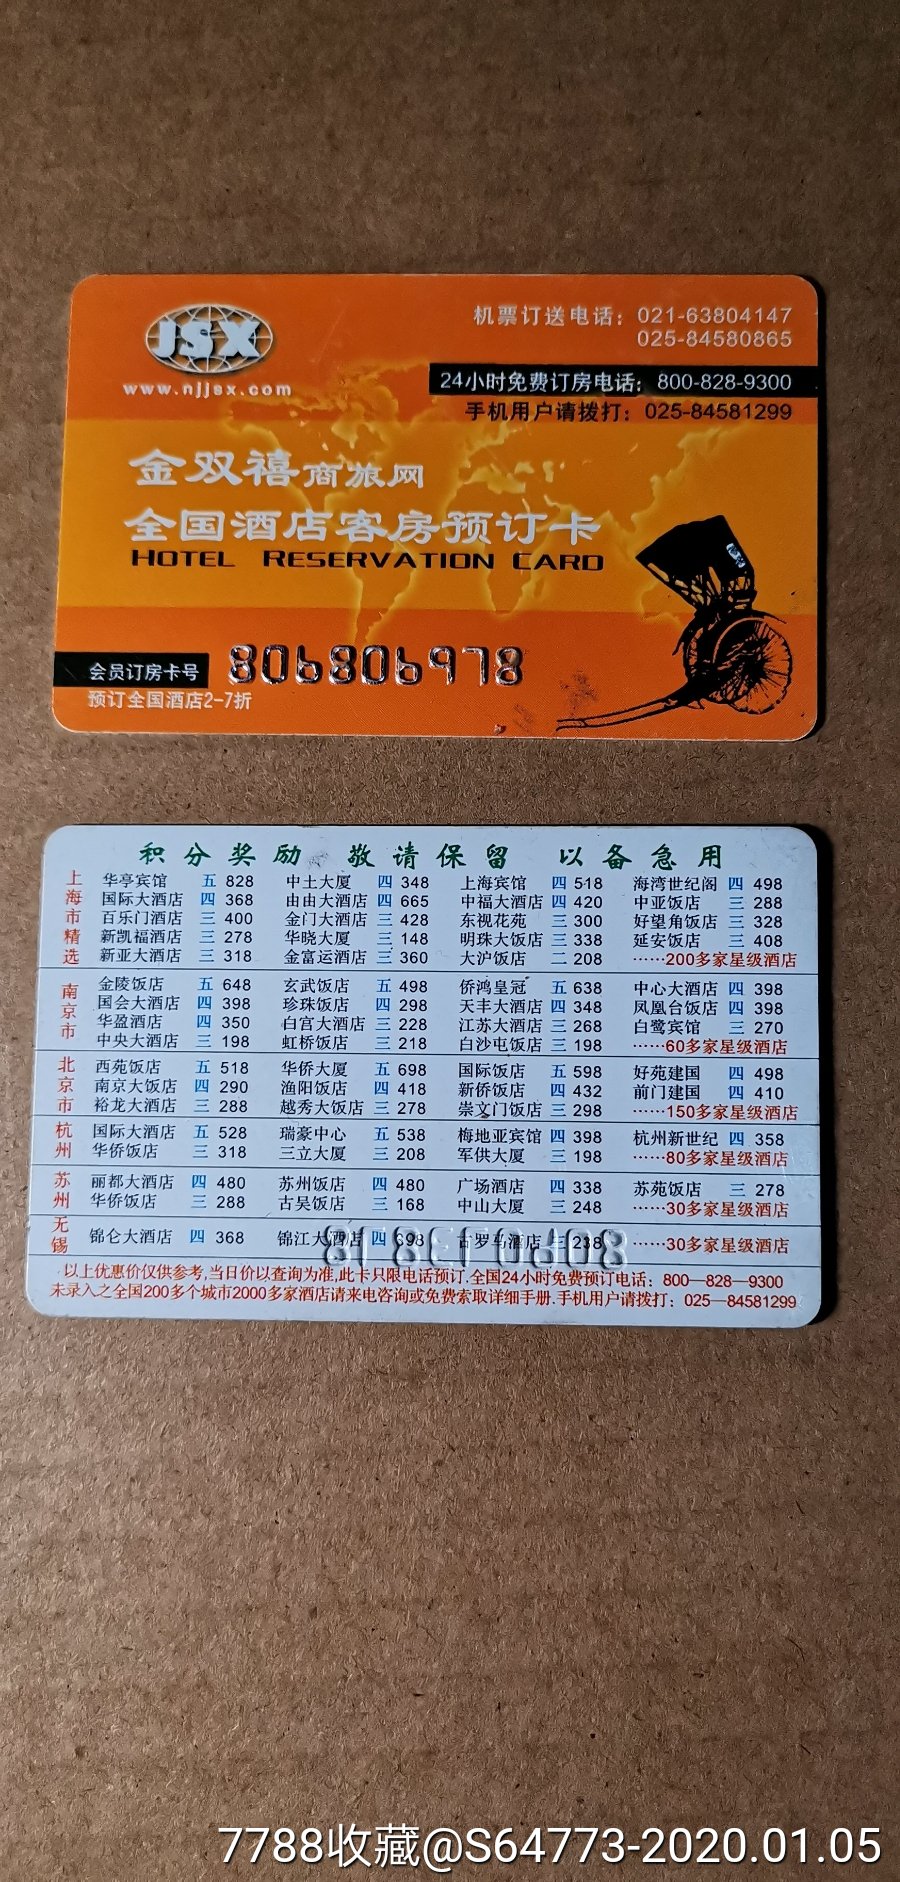 JSX
www.njjsx.com
机票订送电话：021-63804147
025-84580865
24小时免费订房电话：800-828-9300
手机用户请拨打：025-84581299
金双禧商旅网
全国酒店客房预订卡
HOTEL RESERVATION CARD
会员订房卡号 806806978
预订全国酒店2-7折
积分奖励 敬请保留 以备急用
上海市精选
华亭宾馆 五 828 中土大厦 四 348 上海宾馆 四 518 海湾世纪阁 四 498
国际大酒店 四 368 由由大酒店 四 665 中福大酒店 四 420 中亚饭店 三 288
百乐门酒店 三 400 金门大酒店 三 428 东视花苑 三 300 好望角饭店 三 328
新凯福酒店 三 278 华晓大厦 三 148 明珠大饭店 三 338 延安饭店 三 408
新亚大酒店 三 318 金富运酒店 三 360 大沪饭店 二 208 ······200多家星级酒店
南京市
金陵饭店 五 648 玄武饭店 五 498 侨鸿皇冠 五 638 中心大酒店 四 398
国会大酒店 四 398 珍珠饭店 四 298 天丰大酒店 四 348 凤凰台饭店 四 398
华盈酒店 四 350 白宫大酒店 三 228 江苏大酒店 三 268 白鹭宾馆 三 270
中央大酒店 三 198 虹桥饭店 三 218 白沙屯饭店 三 198 ······60多家星级酒店
北京市
西苑饭店 五 518 华侨大厦 五 698 国际饭店 五 598 好苑建国 四 498
南京大饭店 四 290 渔阳饭店 四 418 新侨饭店 四 432 前门建国 四 410
裕龙大酒店 三 288 越秀大饭店 三 278 崇文门饭店 三 298 ······150多家星级酒店
杭州
国际大酒店 五 528 瑞豪中心 五 538 梅地亚宾馆 四 398 杭州新世纪 四 358
华侨饭店 三 318 三立大厦 三 208 军供大厦 三 198 ······80多家星级酒店
苏州
丽都大酒店 四 480 苏州饭店 四 480 广场酒店 四 338 苏苑饭店 三 278
华侨饭店 三 288 古吴饭店 三 168 中山大厦 三 248 ······30多家星级酒店
无锡
锦仑大酒店 四 368 锦江大酒店 四 698 古罗马酒店 238 ······30多家星级酒店
以上优惠价仅供参考,当日价以查询为准,此卡只限电话预订.全国24小时免费预订电话：800—828—9300
未录入之全国200多个城市2000多家酒店请来电咨询或免费索取详细手册.手机用户请拨打：025—84581299
7788收藏@S64773-2020.01.05